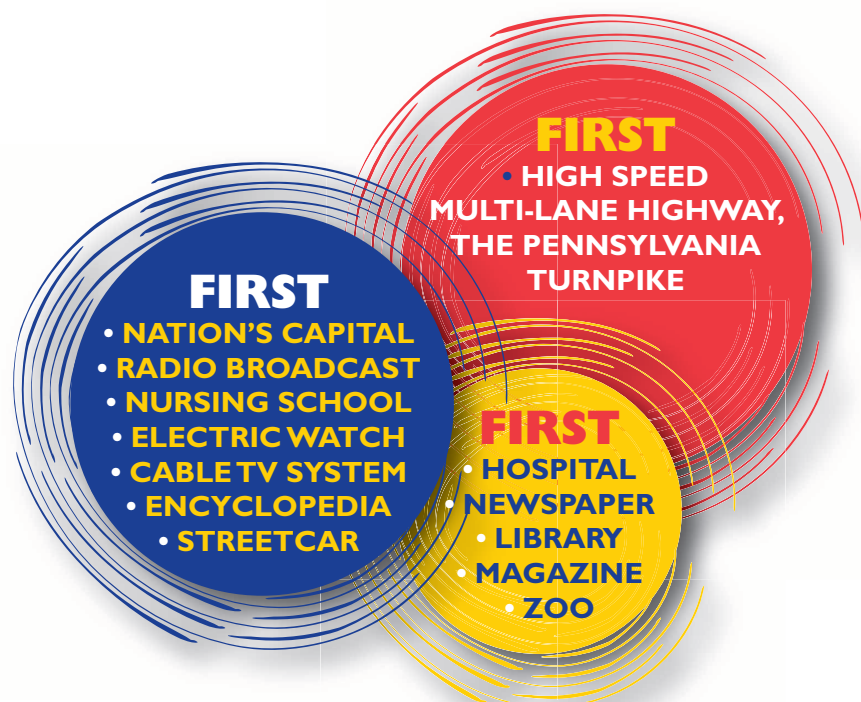 FIRST
• NATION'S CAPITAL
• RADIO BROADCAST
• NURSING SCHOOL
• ELECTRIC WATCH
• CABLE TV SYSTEM
• ENCYCLOPEDIA
• STREETCAR
FIRST
• HIGH SPEED
MULTI-LANE HIGHWAY,
THE PENNSYLVANIA
TURNPIKE
FIRST
• HOSPITAL
• NEWSPAPER
• LIBRARY
• MAGAZINE
• ZOO